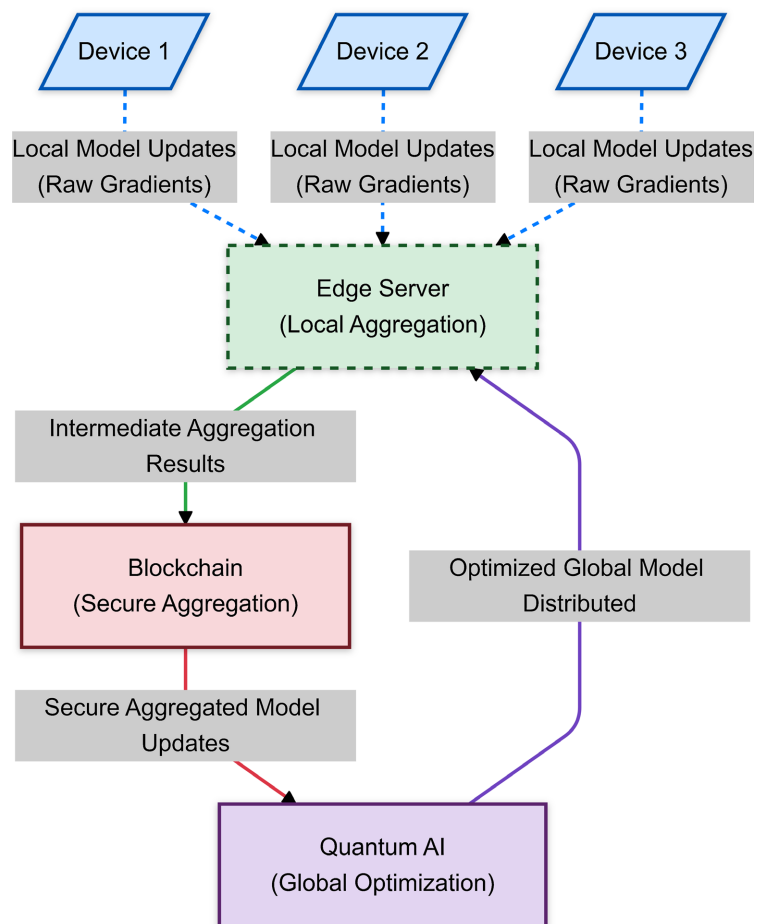 Device 1
Device 2
Device 3
Local Model Updates
(Raw Gradients)
Local Model Updates
(Raw Gradients)
Local Model Updates
(Raw Gradients)
Edge Server
(Local Aggregation)
Intermediate Aggregation
Results
Blockchain
(Secure Aggregation)
Optimized Global Model
Distributed
Secure Aggregated Model
Updates
Quantum AI
(Global Optimization)